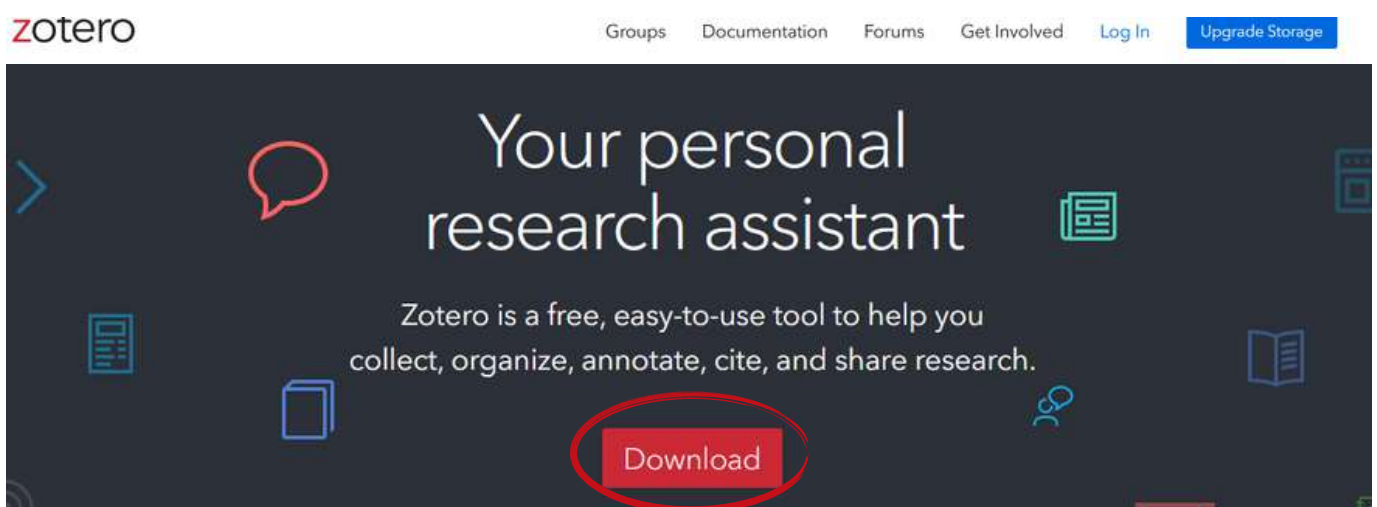 zotero
Groups Documentation Forums Get Involved Log In Upgrade Storage
Your personal
research assistant
Zotero is a free, easy-to-use tool to help you
collect, organize, annotate, cite, and share research.
Download